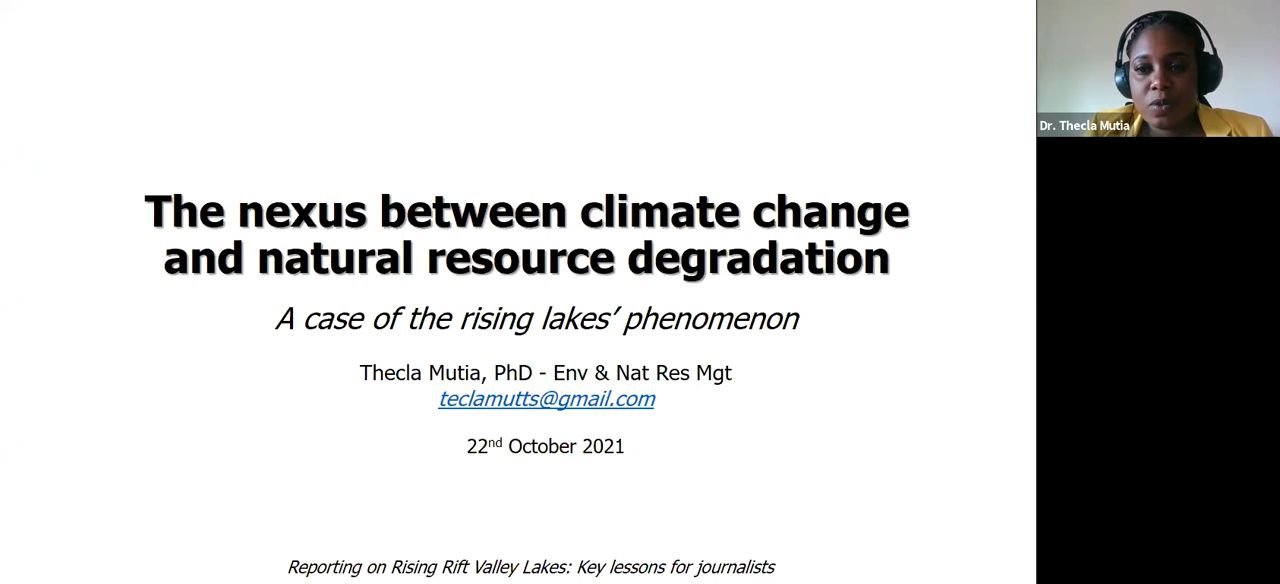 The nexus between climate change
and natural resource degradation
A case of the rising lakes’ phenomenon
Thecla Mutia, PhD - Env & Nat Res Mgt
teclamutts@gmail.com
22nd October 2021
Reporting on Rising Rift Valley Lakes: Key lessons for journalists
Dr. Thecla Mutia